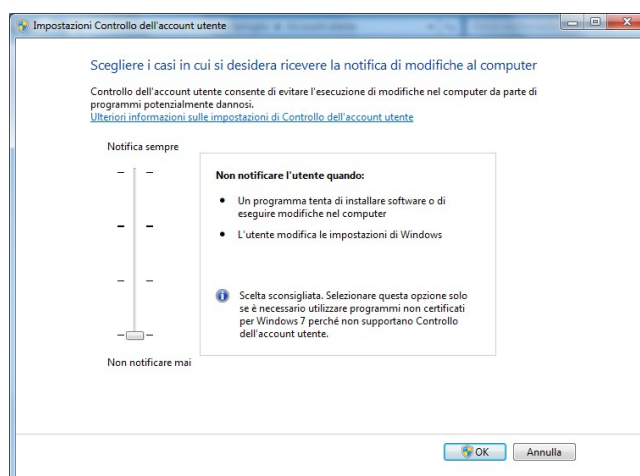 Impostazioni Controllo dell'account utente
Scegliere i casi in cui si desidera ricevere la notifica di modifiche al computer
Controllo dell'account utente consente di evitare l'esecuzione di modifiche nel computer da parte di
programmi potenzialmente dannosi.
Ulteriori informazioni sulle impostazioni di Controllo dell'account utente
Notifica sempre
Non notificare l'utente quando:
Un programma tenta di installare software o di
eseguire modifiche nel computer
L'utente modifica le impostazioni di Windows
Scelta sconsigliata. Selezionare questa opzione solo
se è necessario utilizzare programmi non certificati
per Windows 7 perché non supportano Controllo
dell'account utente.
Non notificare mai
OK
Annulla